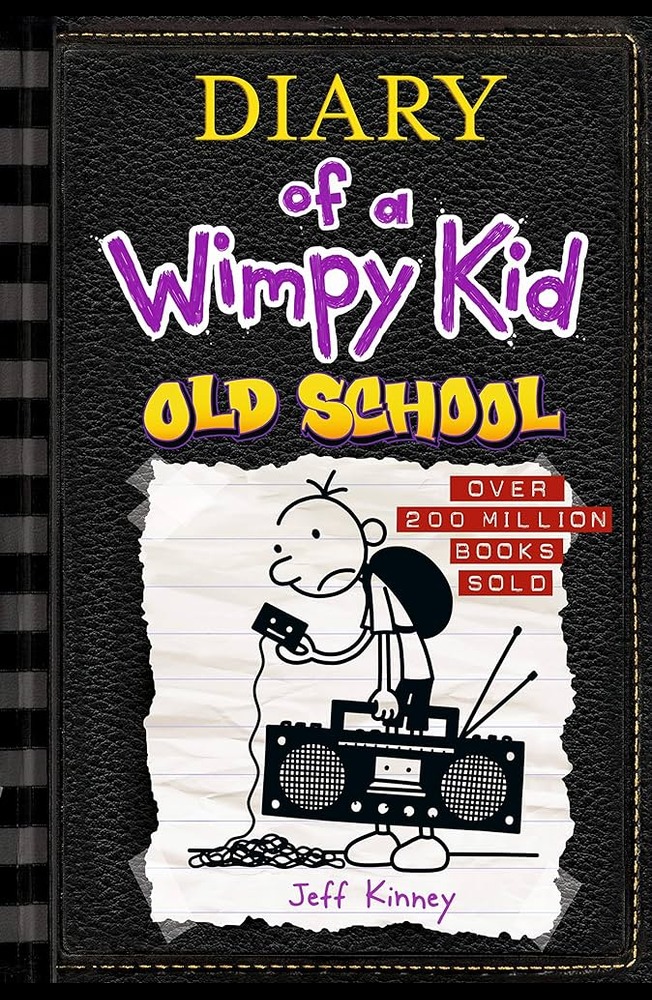 DIARY
of a
Wimpy Kid
OLD SCHOOL
OVER
200 MILLION
BOOKS
SOLD
Jeff Kinney